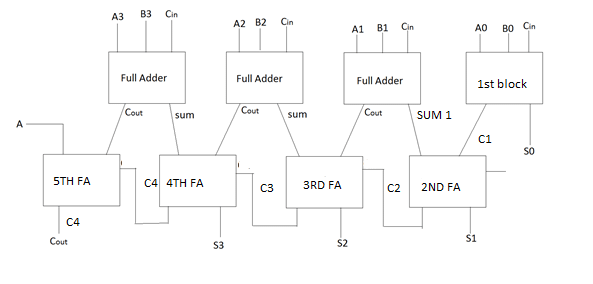 A3 B3 Cin A2 B2 Cin A1 B1 Cin A0 B0 Cin
Full Adder Full Adder Full Adder 1st block
Cout sum Cout sum Cout SUM 1
A C1 S0
5TH FA C4 4TH FA C3 3RD FA C2 2ND FA
C4
Cout S3 S2 S1